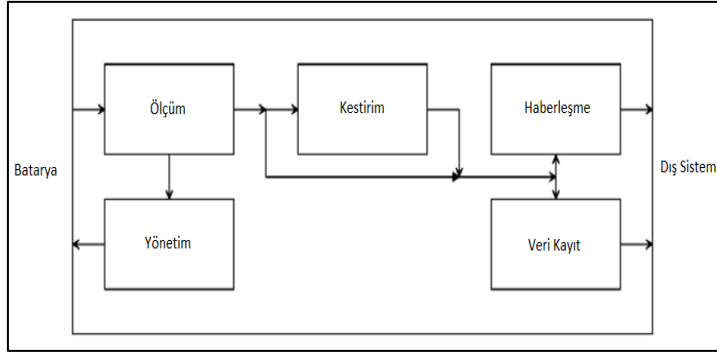 Ölçüm
Kestirim
Haberleşme
Batarya
Dış Sistem
Yönetim
Veri Kayıt